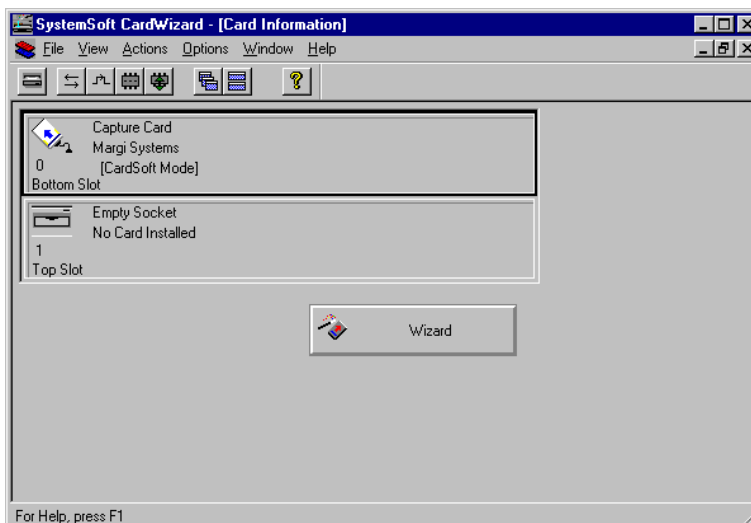 SystemSoft CardWizard - [Card Information]
File View Actions Options Window Help
Capture Card
Margi Systems
0 [CardSoft Mode]
Bottom Slot
Empty Socket
No Card Installed
1
Top Slot
Wizard
For Help, press F1